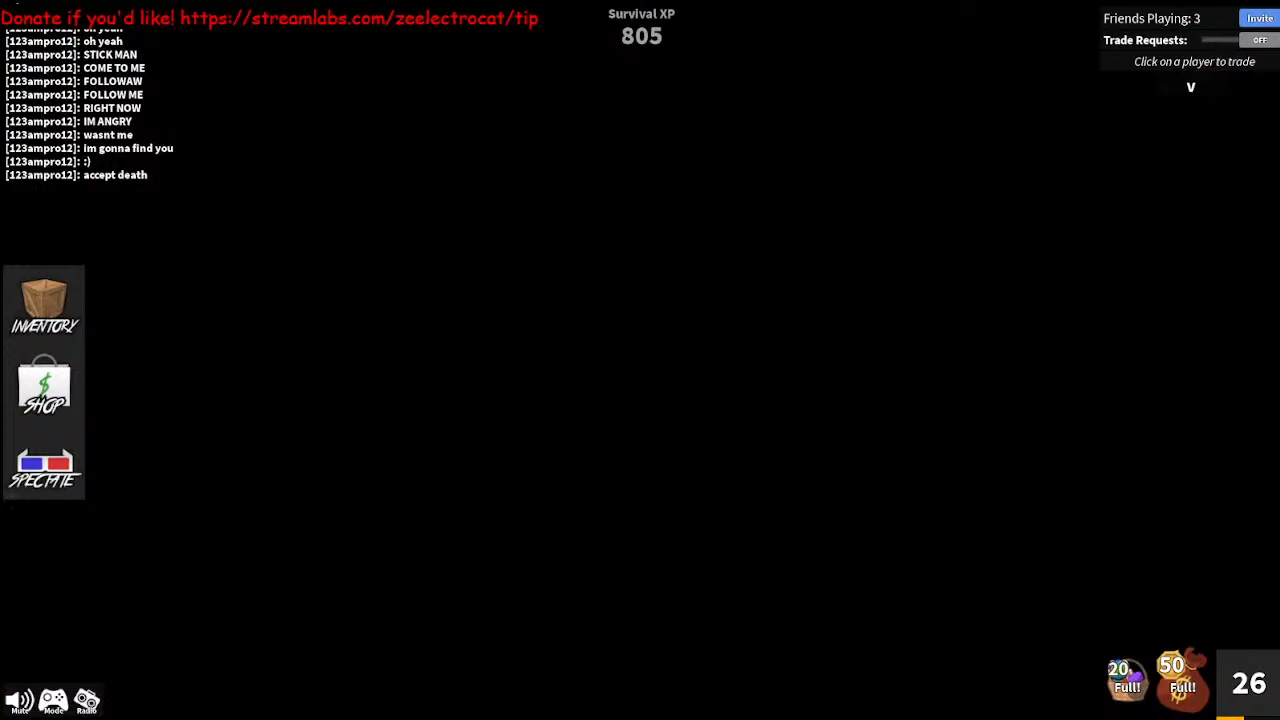 Donate if you'd like! https://streamlabs.com/zeelectrocat/tip
[123ampro12]: oh yeah
[123ampro12]: oh yeah
[123ampro12]: STICK MAN
[123ampro12]: COME TO ME
[123ampro12]: FOLLOWAW
[123ampro12]: FOLLOW ME
[123ampro12]: RIGHT NOW
[123ampro12]: IM ANGRY
[123ampro12]: wasnt me
[123ampro12]: im gonna find you
[123ampro12]: :)
[123ampro12]: accept death
Survival XP
805
Friends Playing: 3 Invite
Trade Requests: OFF
Click on a player to trade
V
INVENTORY
$
SHOP
SPECTATE
Mute Mode Radio
20 Full!
50 Full!
26